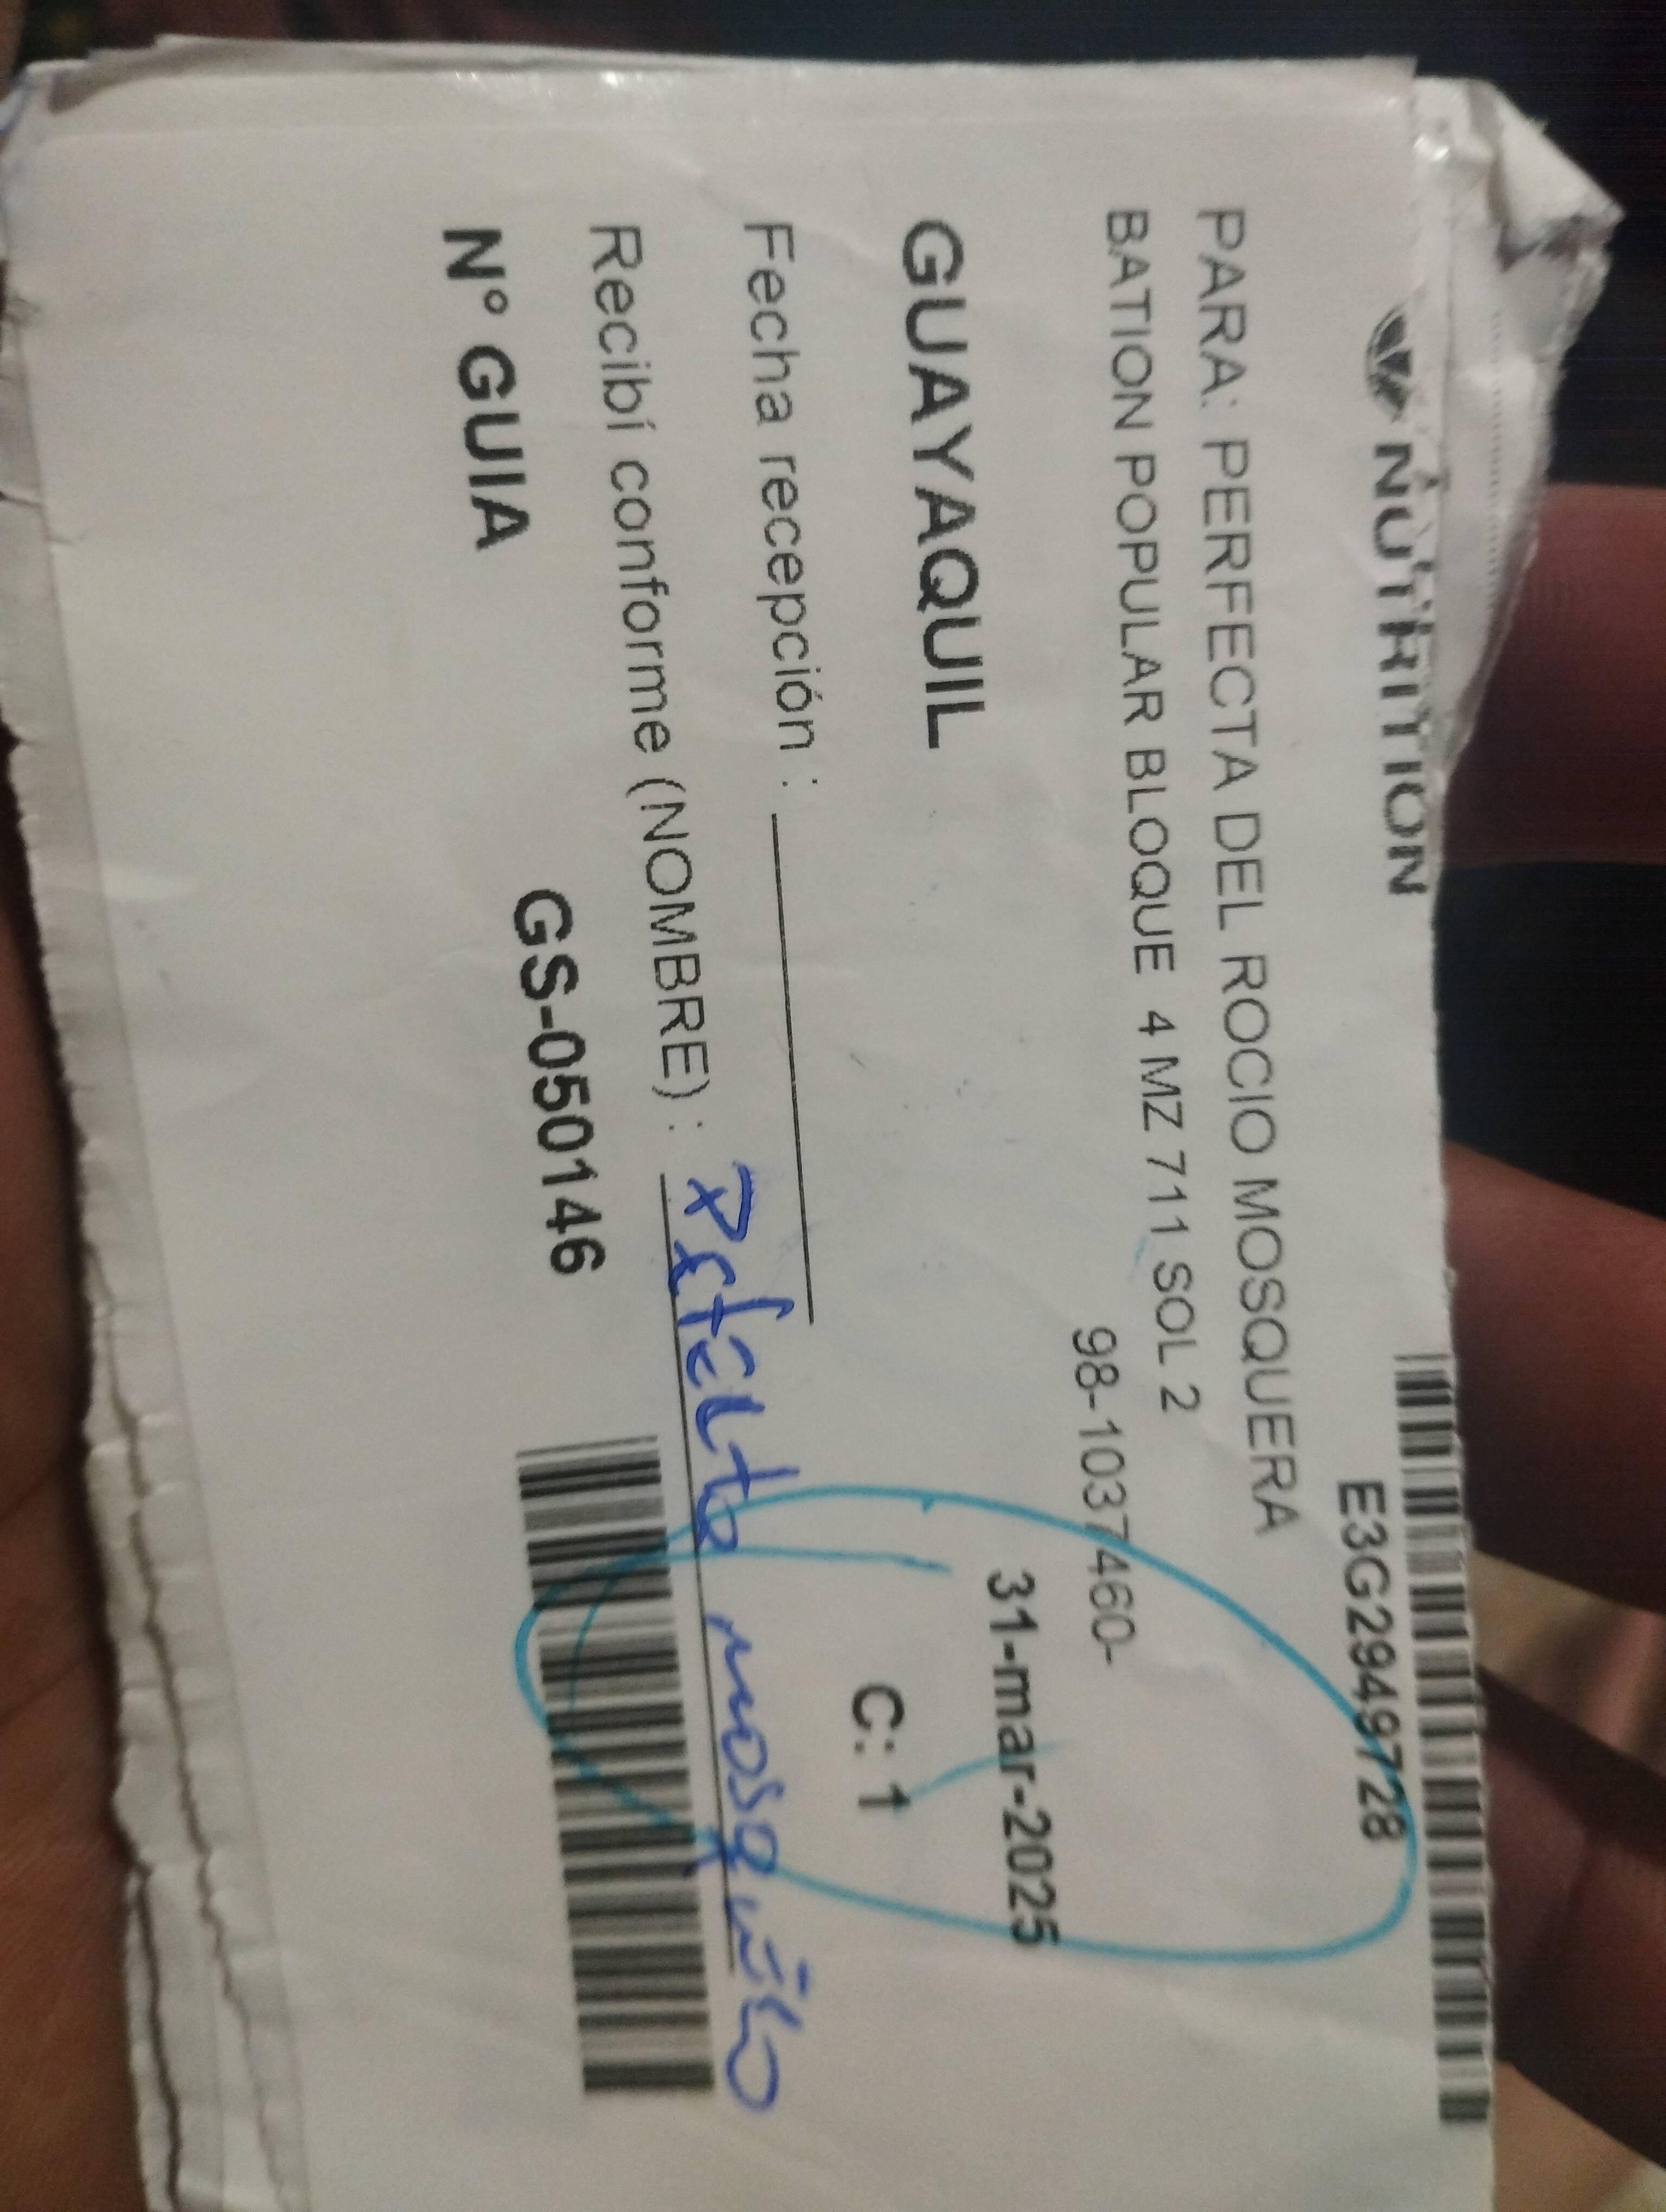 NUTRITION
E3G29497728
PARA: PERFECTA DEL ROCIO MOSQUERA
BATION POPULAR BLOQUE 4 MZ 711 SOL 2
98-1037460-
GUAYAQUIL
31-mar-2025
C: 1
Fecha recepción :
Recibí conforme (NOMBRE) :
N° GUIA GS-050146